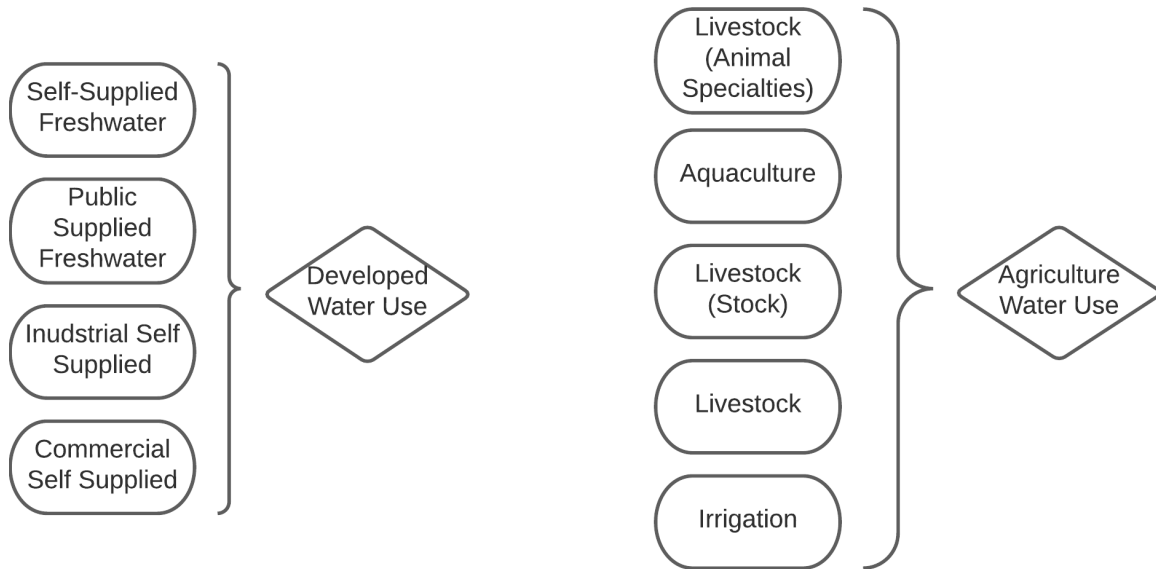 Self-Supplied
Freshwater
Public
Supplied
Freshwater
Inudstrial Self
Supplied
Commercial
Self Supplied
Developed
Water Use
Livestock
(Animal
Specialties)
Aquaculture
Livestock
(Stock)
Livestock
Irrigation
Agriculture
Water Use